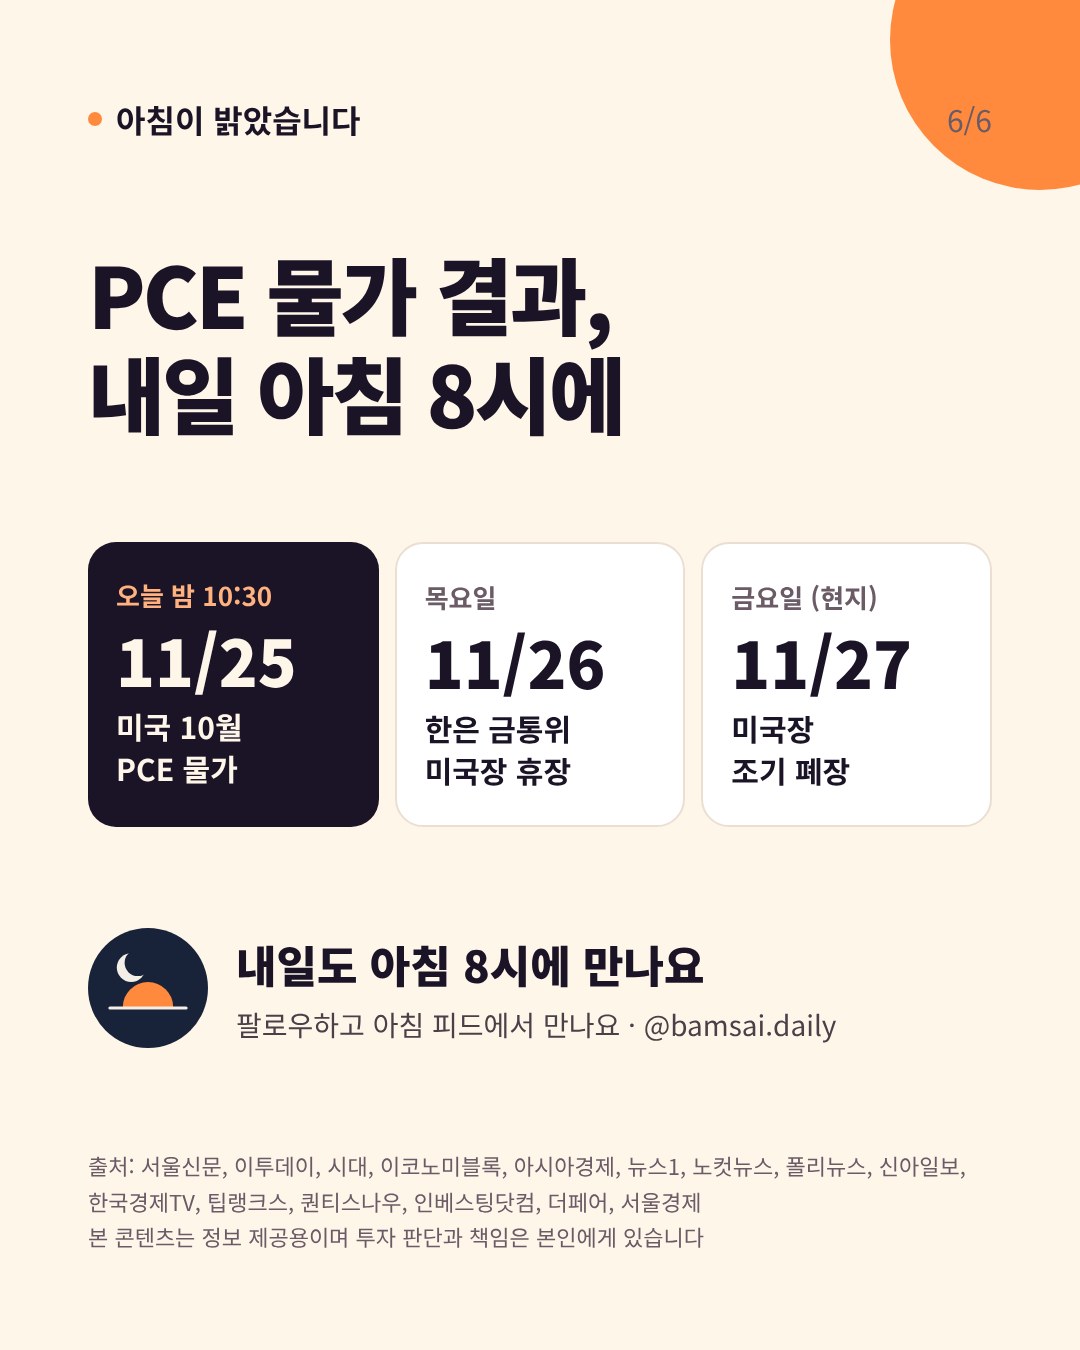 아침이 밝았습니다
6/6
PCE 물가 결과,
내일 아침 8시에
오늘 밤 10:30
11/25
미국 10월
PCE 물가
목요일
11/26
한은 금통위
미국장 휴장
금요일 (현지)
11/27
미국장
조기 폐장
내일도 아침 8시에 만나요
팔로우하고 아침 피드에서 만나요 · @bamsai.daily
출처: 서울신문, 이투데이, 시대, 이코노미블록, 아시아경제, 뉴스1, 노컷뉴스, 폴리뉴스, 신아일보,
한국경제TV, 팁랭크스, 퀀티스나우, 인베스팅닷컴, 더페어, 서울경제
본 콘텐츠는 정보 제공용이며 투자 판단과 책임은 본인에게 있습니다